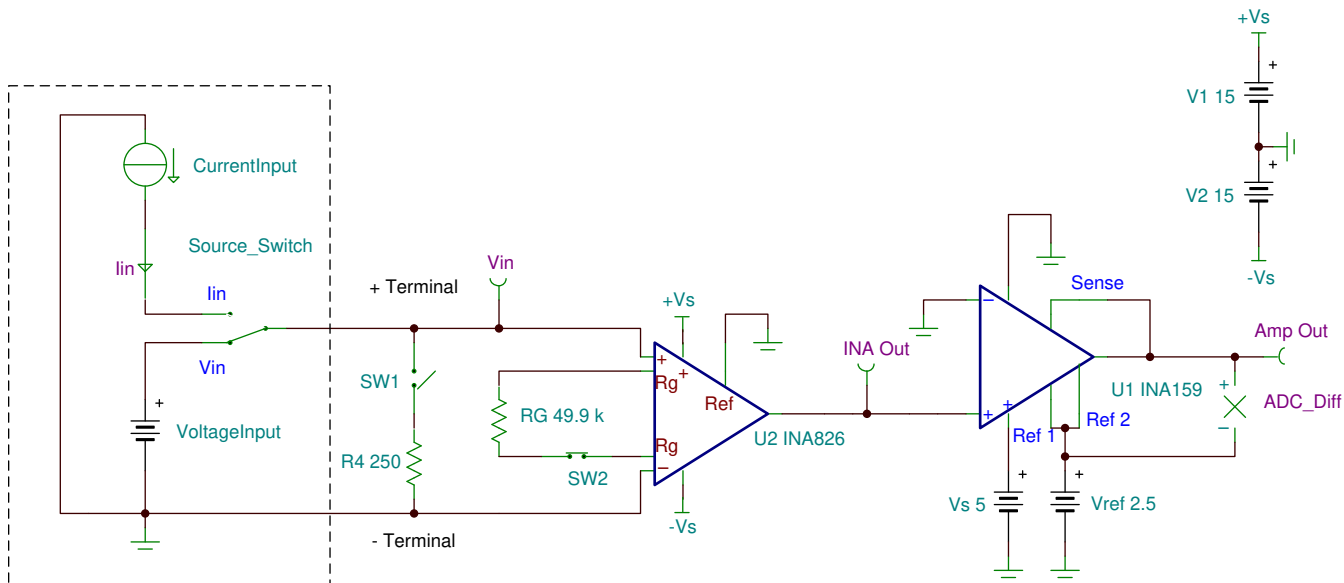 +Vs
+
V1 15
+
V2 15
-Vs
CurrentInput
Source_Switch
Iin
Iin
Vin
+
VoltageInput
+ Terminal
Vin
SW1
R4 250
- Terminal
RG 49.9 k
SW2
+Vs
+
+
Rg
Ref
Rg
−
-Vs
U2 INA826
INA Out
−
Sense
+
+
Ref 1
Ref 2
U1 INA159
Amp Out
+
ADC_Diff
−
+
Vs 5
+
Vref 2.5